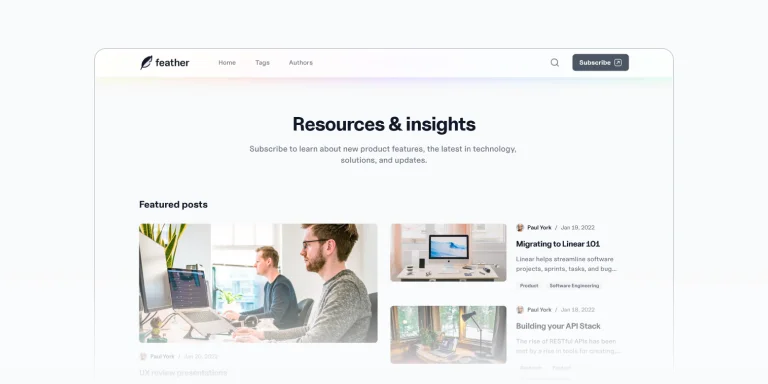 feather
Home
Tags
Authors
Subscribe
Resources & insights
Subscribe to learn about new product features, the latest in technology,
solutions, and updates.
Featured posts
Paul York / Jan 19, 2022
Migrating to Linear 101
Linear helps streamline software
projects, sprints, tasks, and bug...
Product
Software Engineering
Paul York / Jan 19, 2022
Building your API Stack
The rise of RESTful APIs has been
met by a rise in tools for creating...
Paul York / Jan 20, 2022
UX review presentations